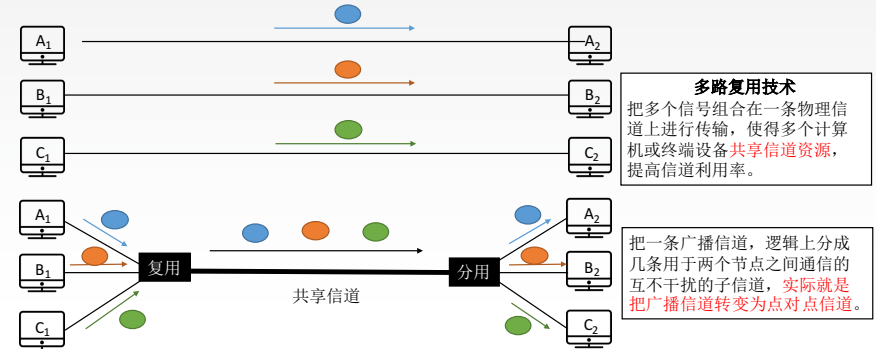 A1
A2
B1
B2
C1
C2
多路复用技术
把多个信号组合在一条物理信
道上进行传输，使得多个计算
机或终端设备共享信道资源，
提高信道利用率。
A1
A2
B1
复用
分用
B2
共享信道
C1
C2
把一条广播信道，逻辑上分成
几条用于两个节点之间通信的
互不干扰的子信道，实际就是
把广播信道转变为点对点信道。